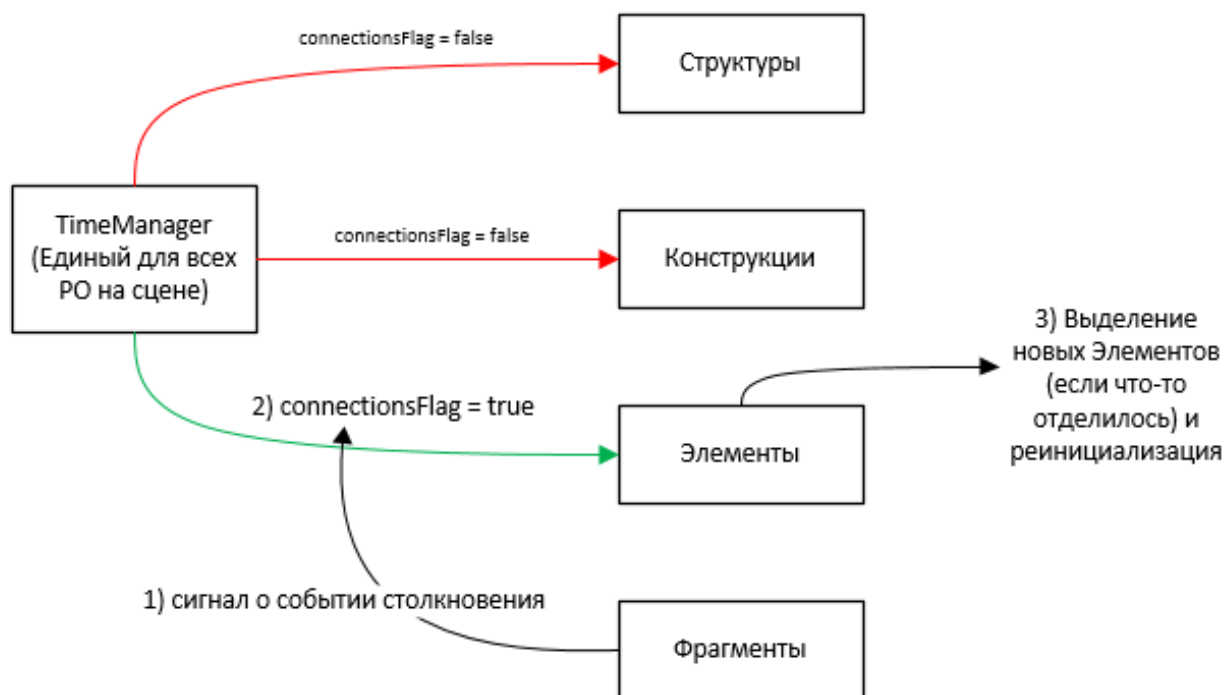 connectionsFlag = false
Структуры
TimeManager
(Единый для всех
РО на сцене)
connectionsFlag = false
Конструкции
3) Выделение
новых Элементов
(если что-то
отделилось) и
реинициализация
2) connectionsFlag = true
Элементы
1) сигнал о событии столкновения
Фрагменты